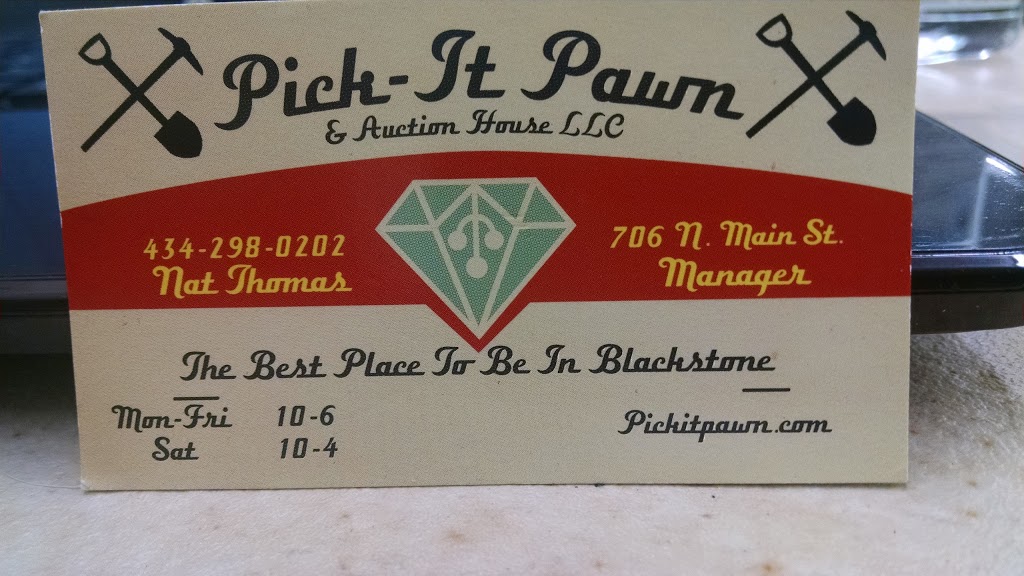 Pick-It Pawn
& Auction House LLC
434-298-0202
Nat Thomas
706 N. Main St.
Manager
The Best Place To Be In Blackstone
Mon-Fri 10-6
Sat 10-4
Pickitpawn.com